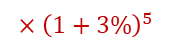 × (1 + 3%)⁵